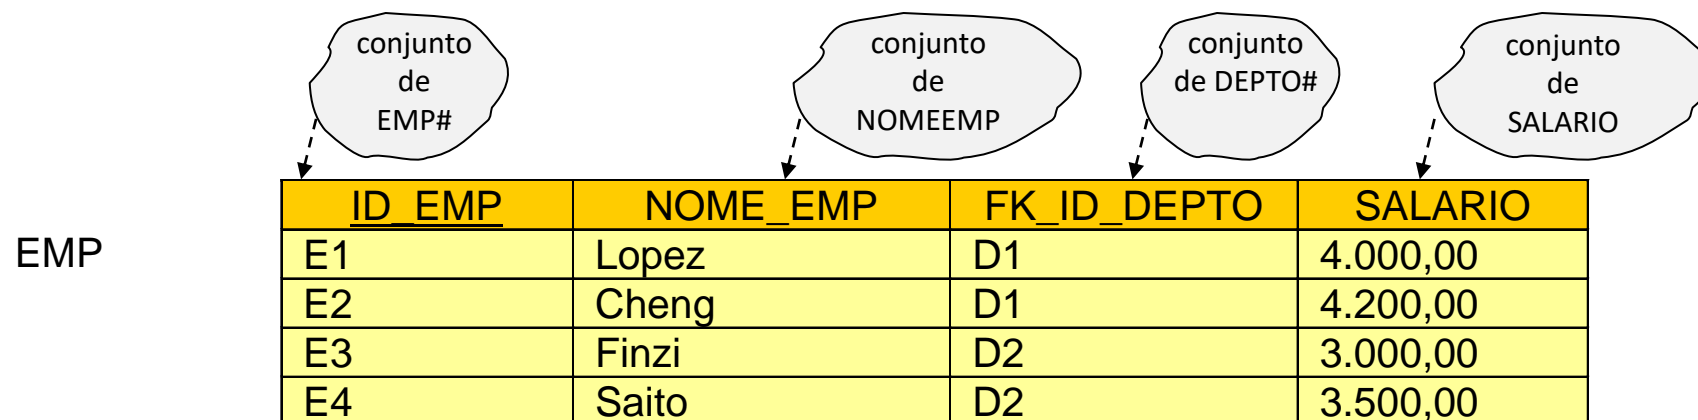 conjunto
de
EMP#
conjunto
de
NOMEEMP
conjunto
de DEPTO#
conjunto
de
SALARIO
ID_EMP NOME_EMP FK_ID_DEPTO SALARIO
EMP
E1 Lopez D1 4.000,00
E2 Cheng D1 4.200,00
E3 Finzi D2 3.000,00
E4 Saito D2 3.500,00